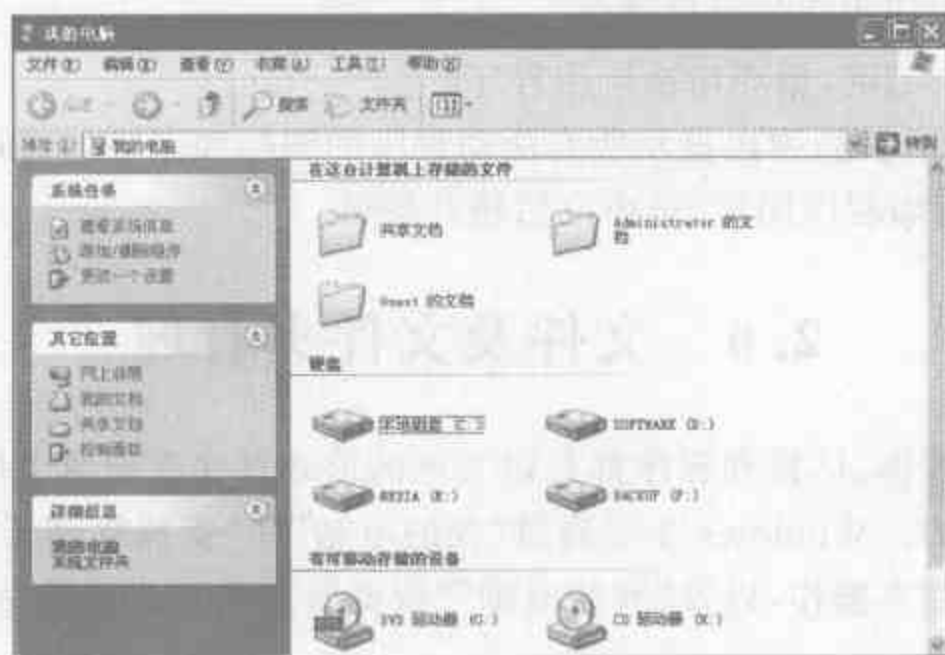 我的电脑
文件(F) 编辑(E) 查看(V) 收藏(A) 工具(T) 帮助(H)
搜索 文件夹
地址(D) 我的电脑 转到
系统任务
查看系统信息
添加/删除程序
更改一个设置
其它位置
网上邻居
我的文档
共享文档
控制面板
详细信息
我的电脑
系统文件夹
在这台计算机上存储的文件
共享文档
Administrator 的文档
Guest 的文档
硬盘
本地磁盘 (C:)
SOFTWARE (D:)
MEDIA (E:)
BACKUP (F:)
有可移动存储的设备
DVD 驱动器 (G:)
CD 驱动器